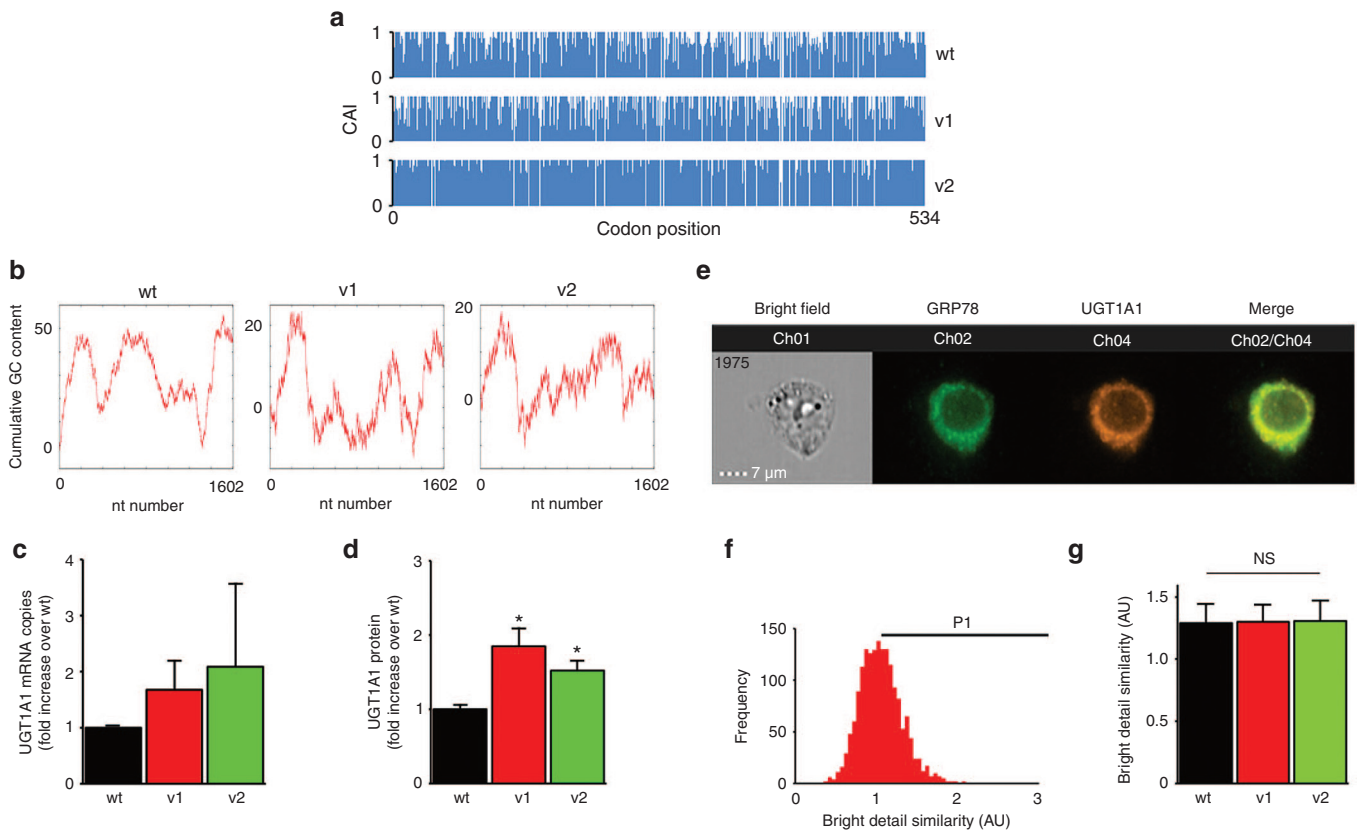 a
1
0
wt
1
0
v1
1
0
v2
CAI
0
534
Codon position
b
wt
v1
v2
Cumulative GC content
50
0
20
0
20
0
0
1602
0
1602
0
1602
nt number
nt number
nt number
c
UGT1A1 mRNA copies
(fold increase over wt)
4
3
2
1
0
wt
v1
v2
d
UGT1A1 protein
(fold increase over wt)
3
2
1
0
*
*
wt
v1
v2
e
Bright field
GRP78
UGT1A1
Merge
Ch01
Ch02
Ch04
Ch02/Ch04
1975
7 μm
f
P1
Frequency
150
100
50
0
0
1
2
3
Bright detail similarity (AU)
g
NS
Bright detail similarity (AU)
1.5
1.0
0.5
0
wt
v1
v2